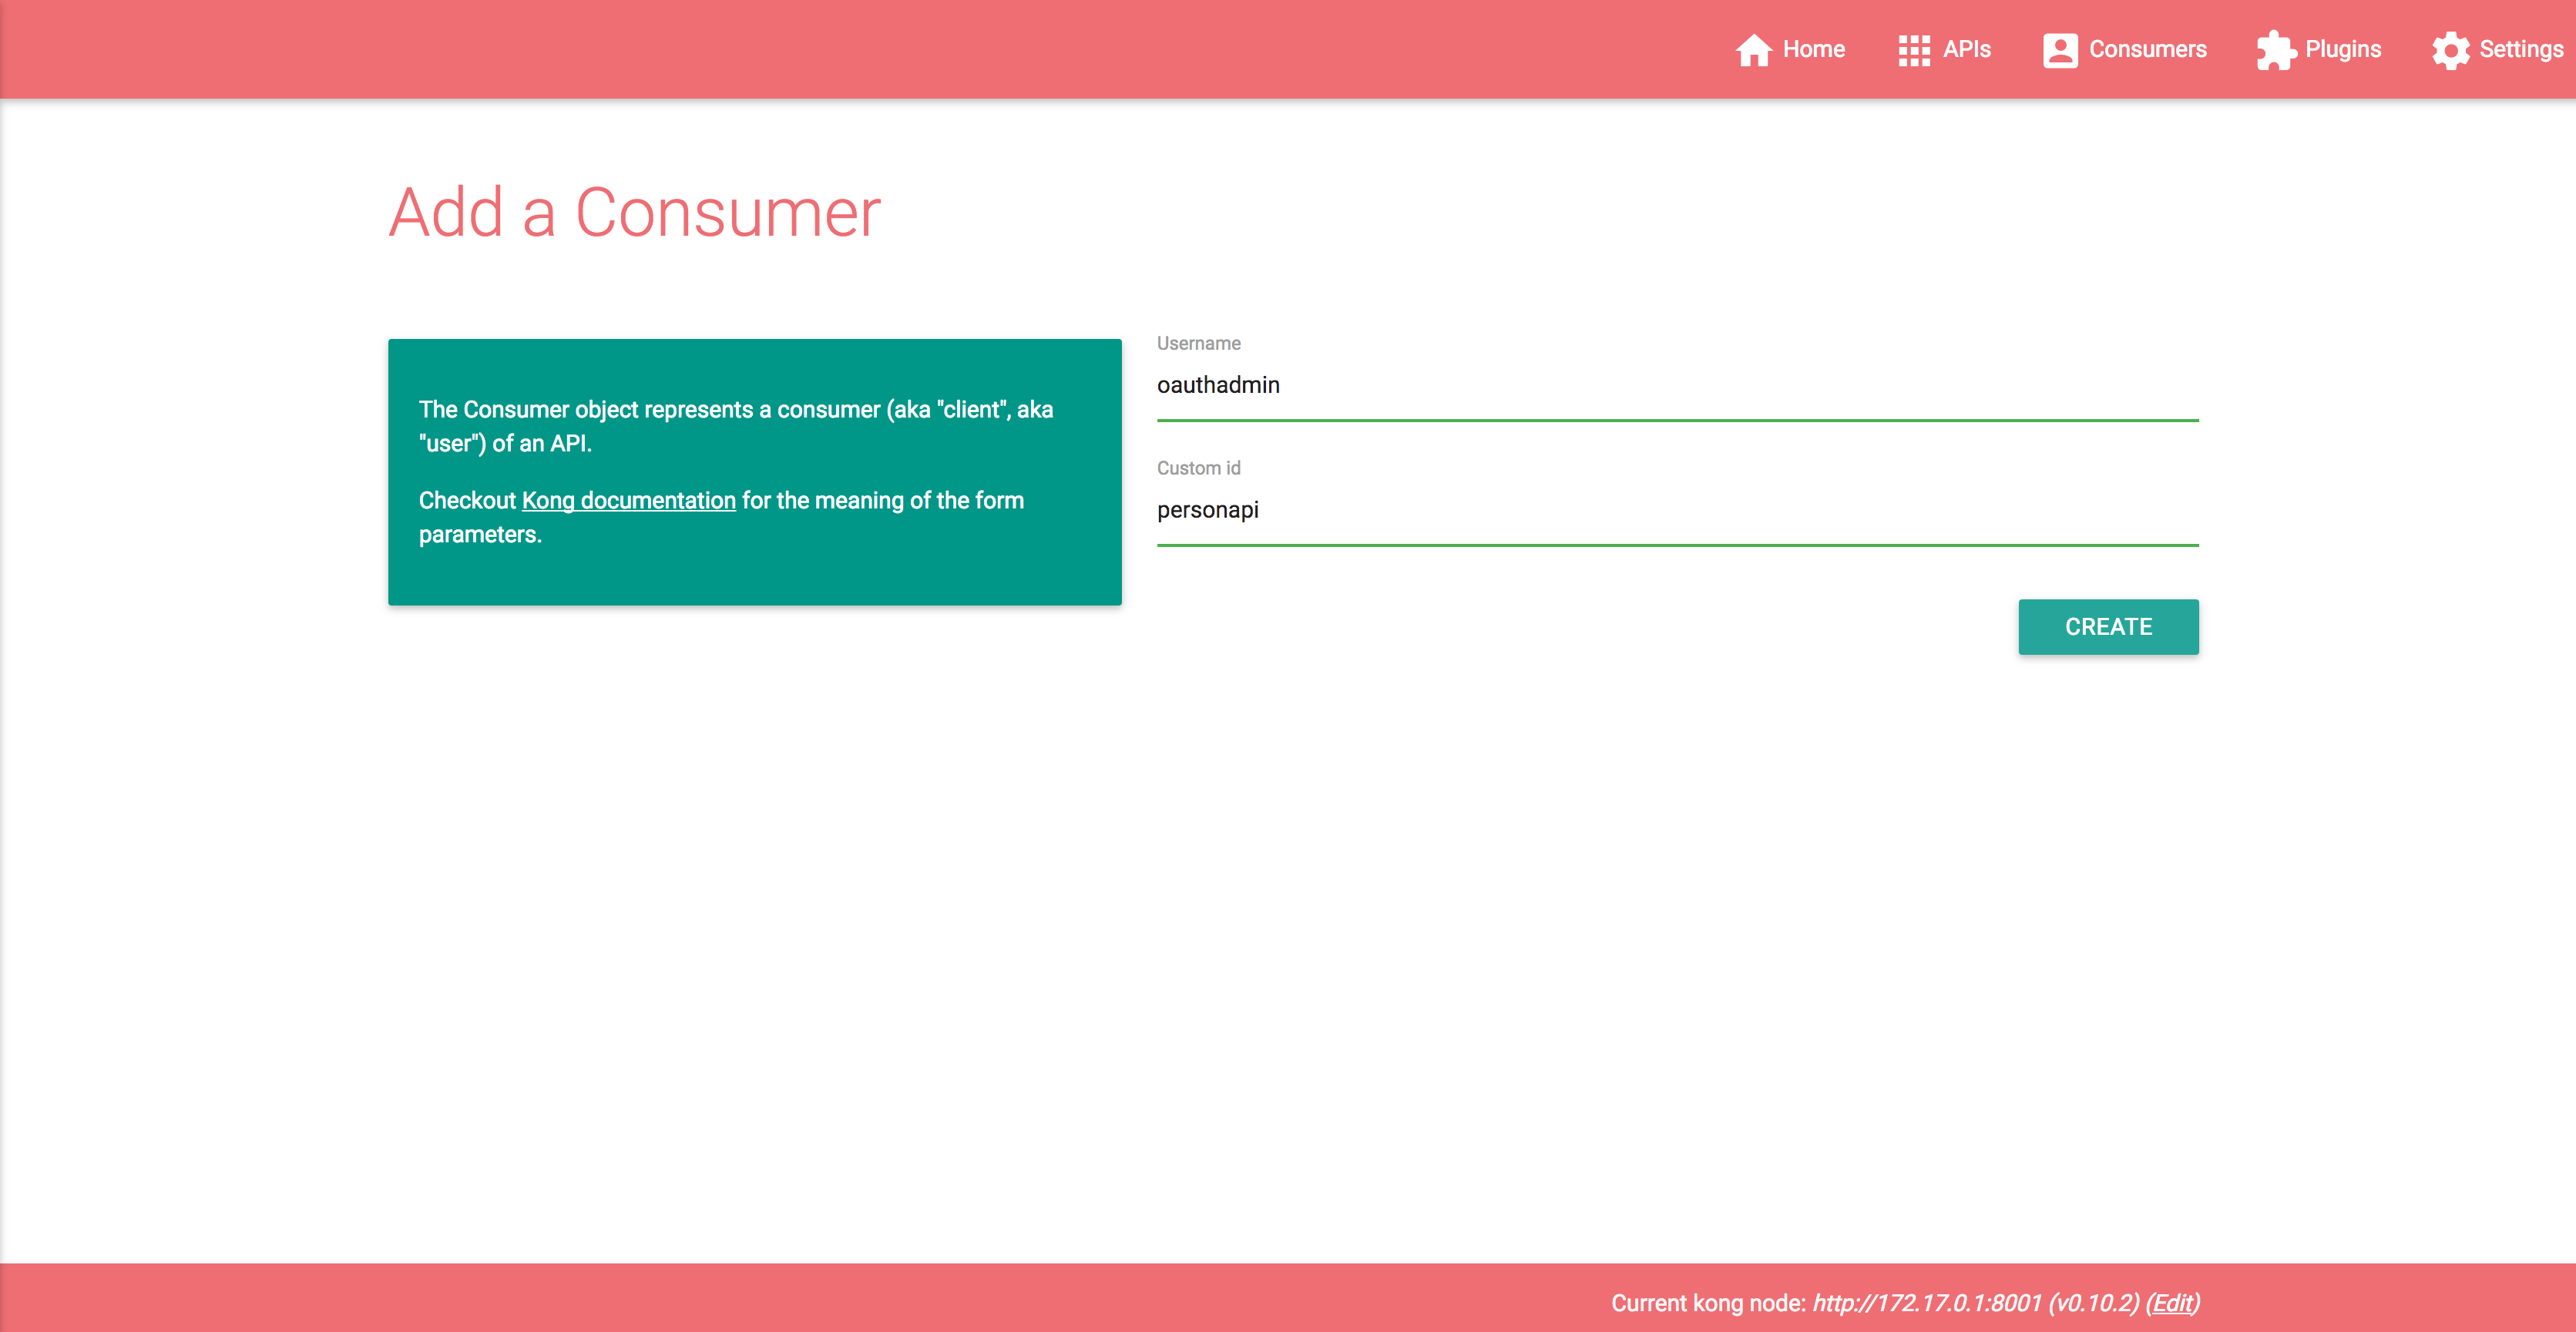 Home APIs Consumers Plugins Settings
Add a Consumer
The Consumer object represents a consumer (aka "client", aka
"user") of an API.
Checkout Kong documentation for the meaning of the form
parameters.
Username
oauthadmin
Custom id
personapi
CREATE
Current kong node: http://172.17.0.1:8001 (v0.10.2) (Edit)